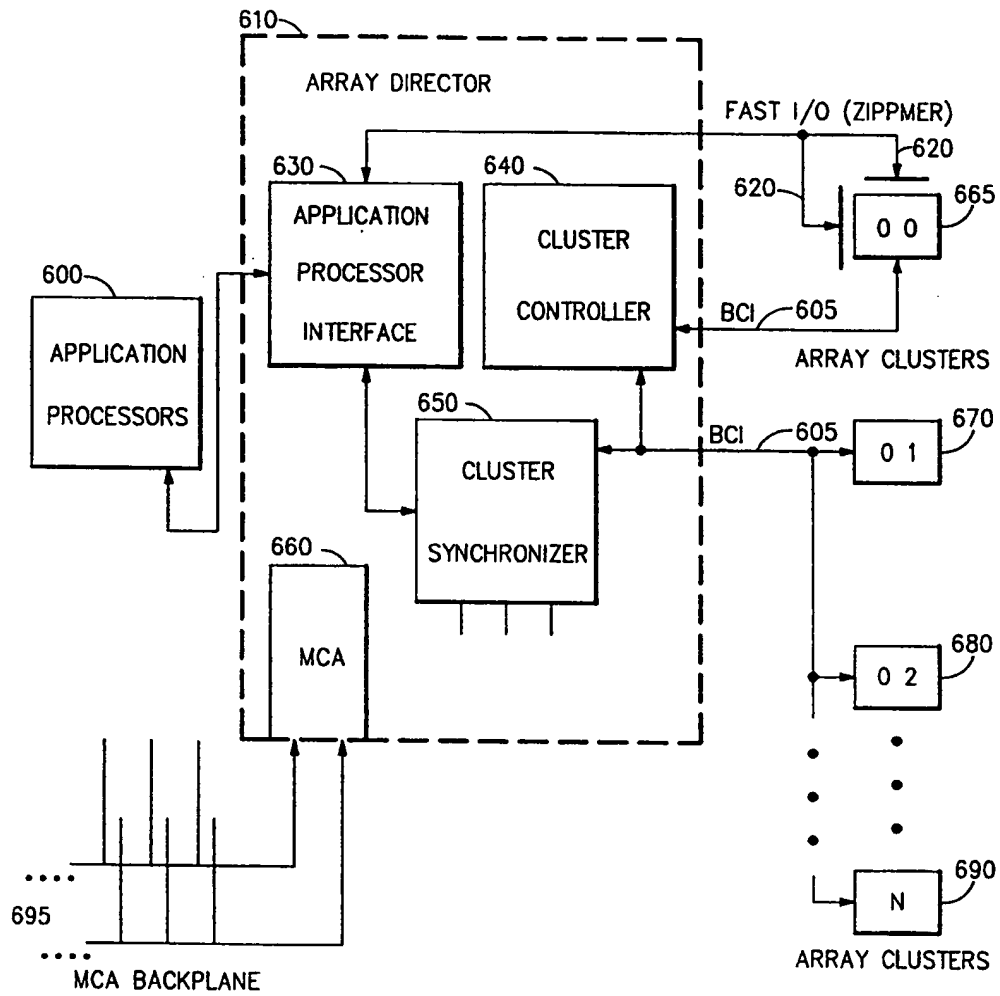 610
ARRAY DIRECTOR
FAST I/O (ZIPPMER)
620
630
640
620
665
APPLICATION
PROCESSOR
INTERFACE
CLUSTER
CONTROLLER
0 0
600
APPLICATION
PROCESSORS
BCI
605
ARRAY CLUSTERS
650
BCI
605
670
CLUSTER
SYNCHRONIZER
0 1
660
MCA
680
0 2
690
N
695
ARRAY CLUSTERS
MCA BACKPLANE